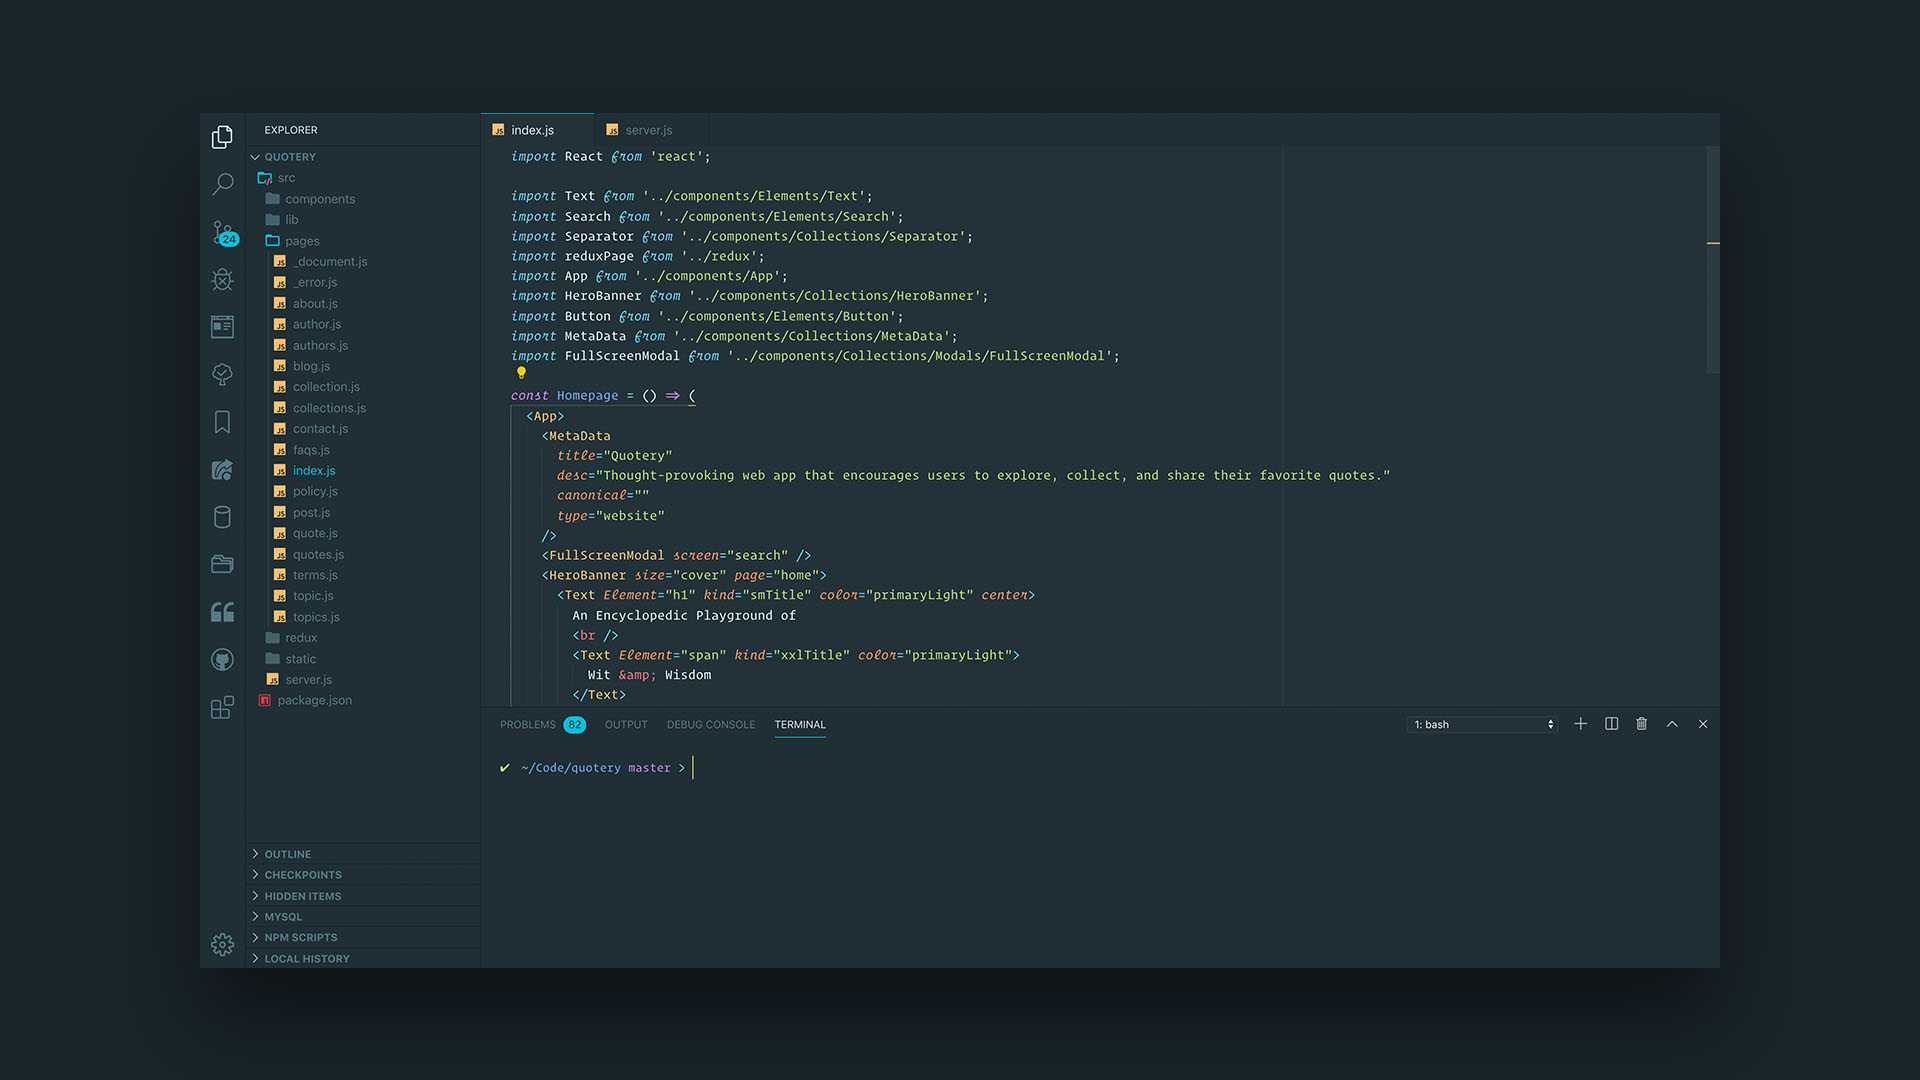 EXPLORER
QUOTERY
src
components
lib
pages
_document.js
_error.js
about.js
author.js
authors.js
blog.js
collection.js
collections.js
contact.js
faqs.js
index.js
policy.js
post.js
quote.js
quotes.js
terms.js
topic.js
topics.js
redux
static
server.js
package.json
OUTLINE
CHECKPOINTS
HIDDEN ITEMS
MYSQL
NPM SCRIPTS
LOCAL HISTORY
24
JS index.js
JS server.js
import React from 'react';
import Text from '../components/Elements/Text';
import Search from '../components/Elements/Search';
import Separator from '../components/Collections/Separator';
import reduxPage from '../redux';
import App from '../components/App';
import HeroBanner from '../components/Collections/HeroBanner';
import Button from '../components/Elements/Button';
import MetaData from '../components/Collections/MetaData';
import FullScreenModal from '../components/Collections/Modals/FullScreenModal';
const Homepage = () => (
<App>
<MetaData
title="Quotery"
desc="Thought-provoking web app that encourages users to explore, collect, and share their favorite quotes."
canonical=""
type="website"
/>
<FullScreenModal screen="search" />
<HeroBanner size="cover" page="home">
<Text Element="h1" kind="smTitle" color="primaryLight" center>
An Encyclopedic Playground of
<br />
<Text Element="span" kind="xxlTitle" color="primaryLight">
Wit &amp; Wisdom
</Text>
PROBLEMS 82 OUTPUT DEBUG CONSOLE TERMINAL 1: bash
✔ ~/Code/quotery master >